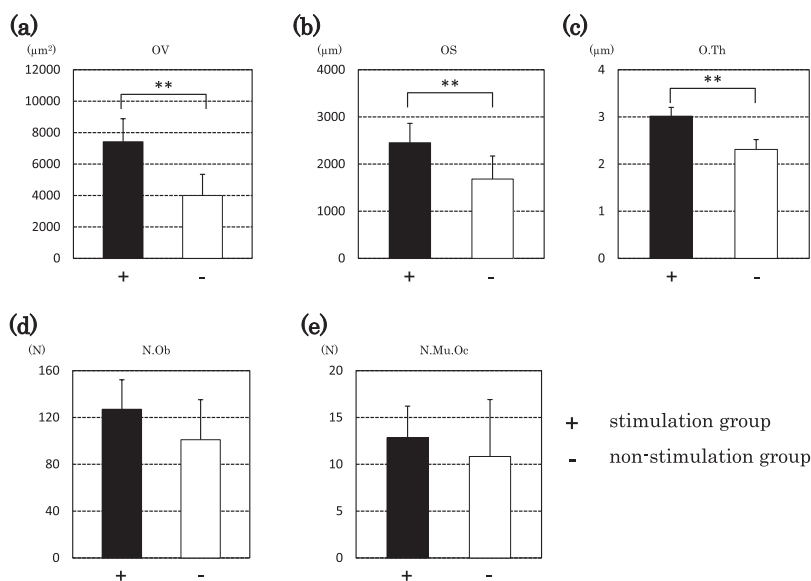 (a)
OV
(µm²)
12000
10000
8000
6000
4000
2000
0
**
+
-
(b)
OS
(µm)
4000
3000
2000
1000
0
**
+
-
(c)
O.Th
(µm)
4
3
2
1
0
**
+
-
(d)
N.Ob
(N)
160
120
80
40
0
+
-
(e)
N.Mu.Oc
(N)
20
15
10
5
0
+
-
+ stimulation group
- non-stimulation group